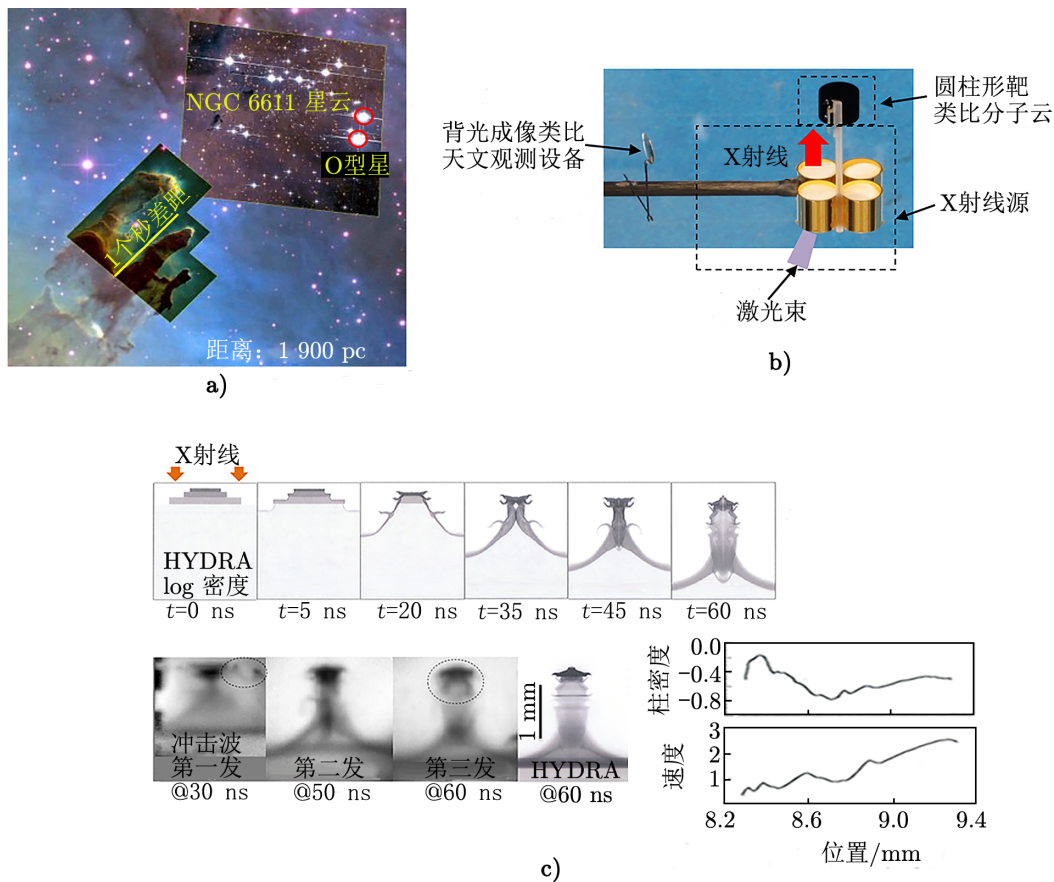 NGC 6611 星云
O型星
1个秒差距
距离：1 900 pc
a)
背光成像类比
天文观测设备
X射线
圆柱形靶
类比分子云
X射线源
激光束
b)
X射线
HYDRA
log 密度
t=0 ns
t=5 ns
t=20 ns
t=35 ns
t=45 ns
t=60 ns
冲击波
第一发
@30 ns
第二发
@50 ns
第三发
@60 ns
1 mm
HYDRA
@60 ns
柱密度
0.0
−0.4
−0.8
速度
3
2
1
8.2
8.6
9.0
9.4
位置/mm
c)